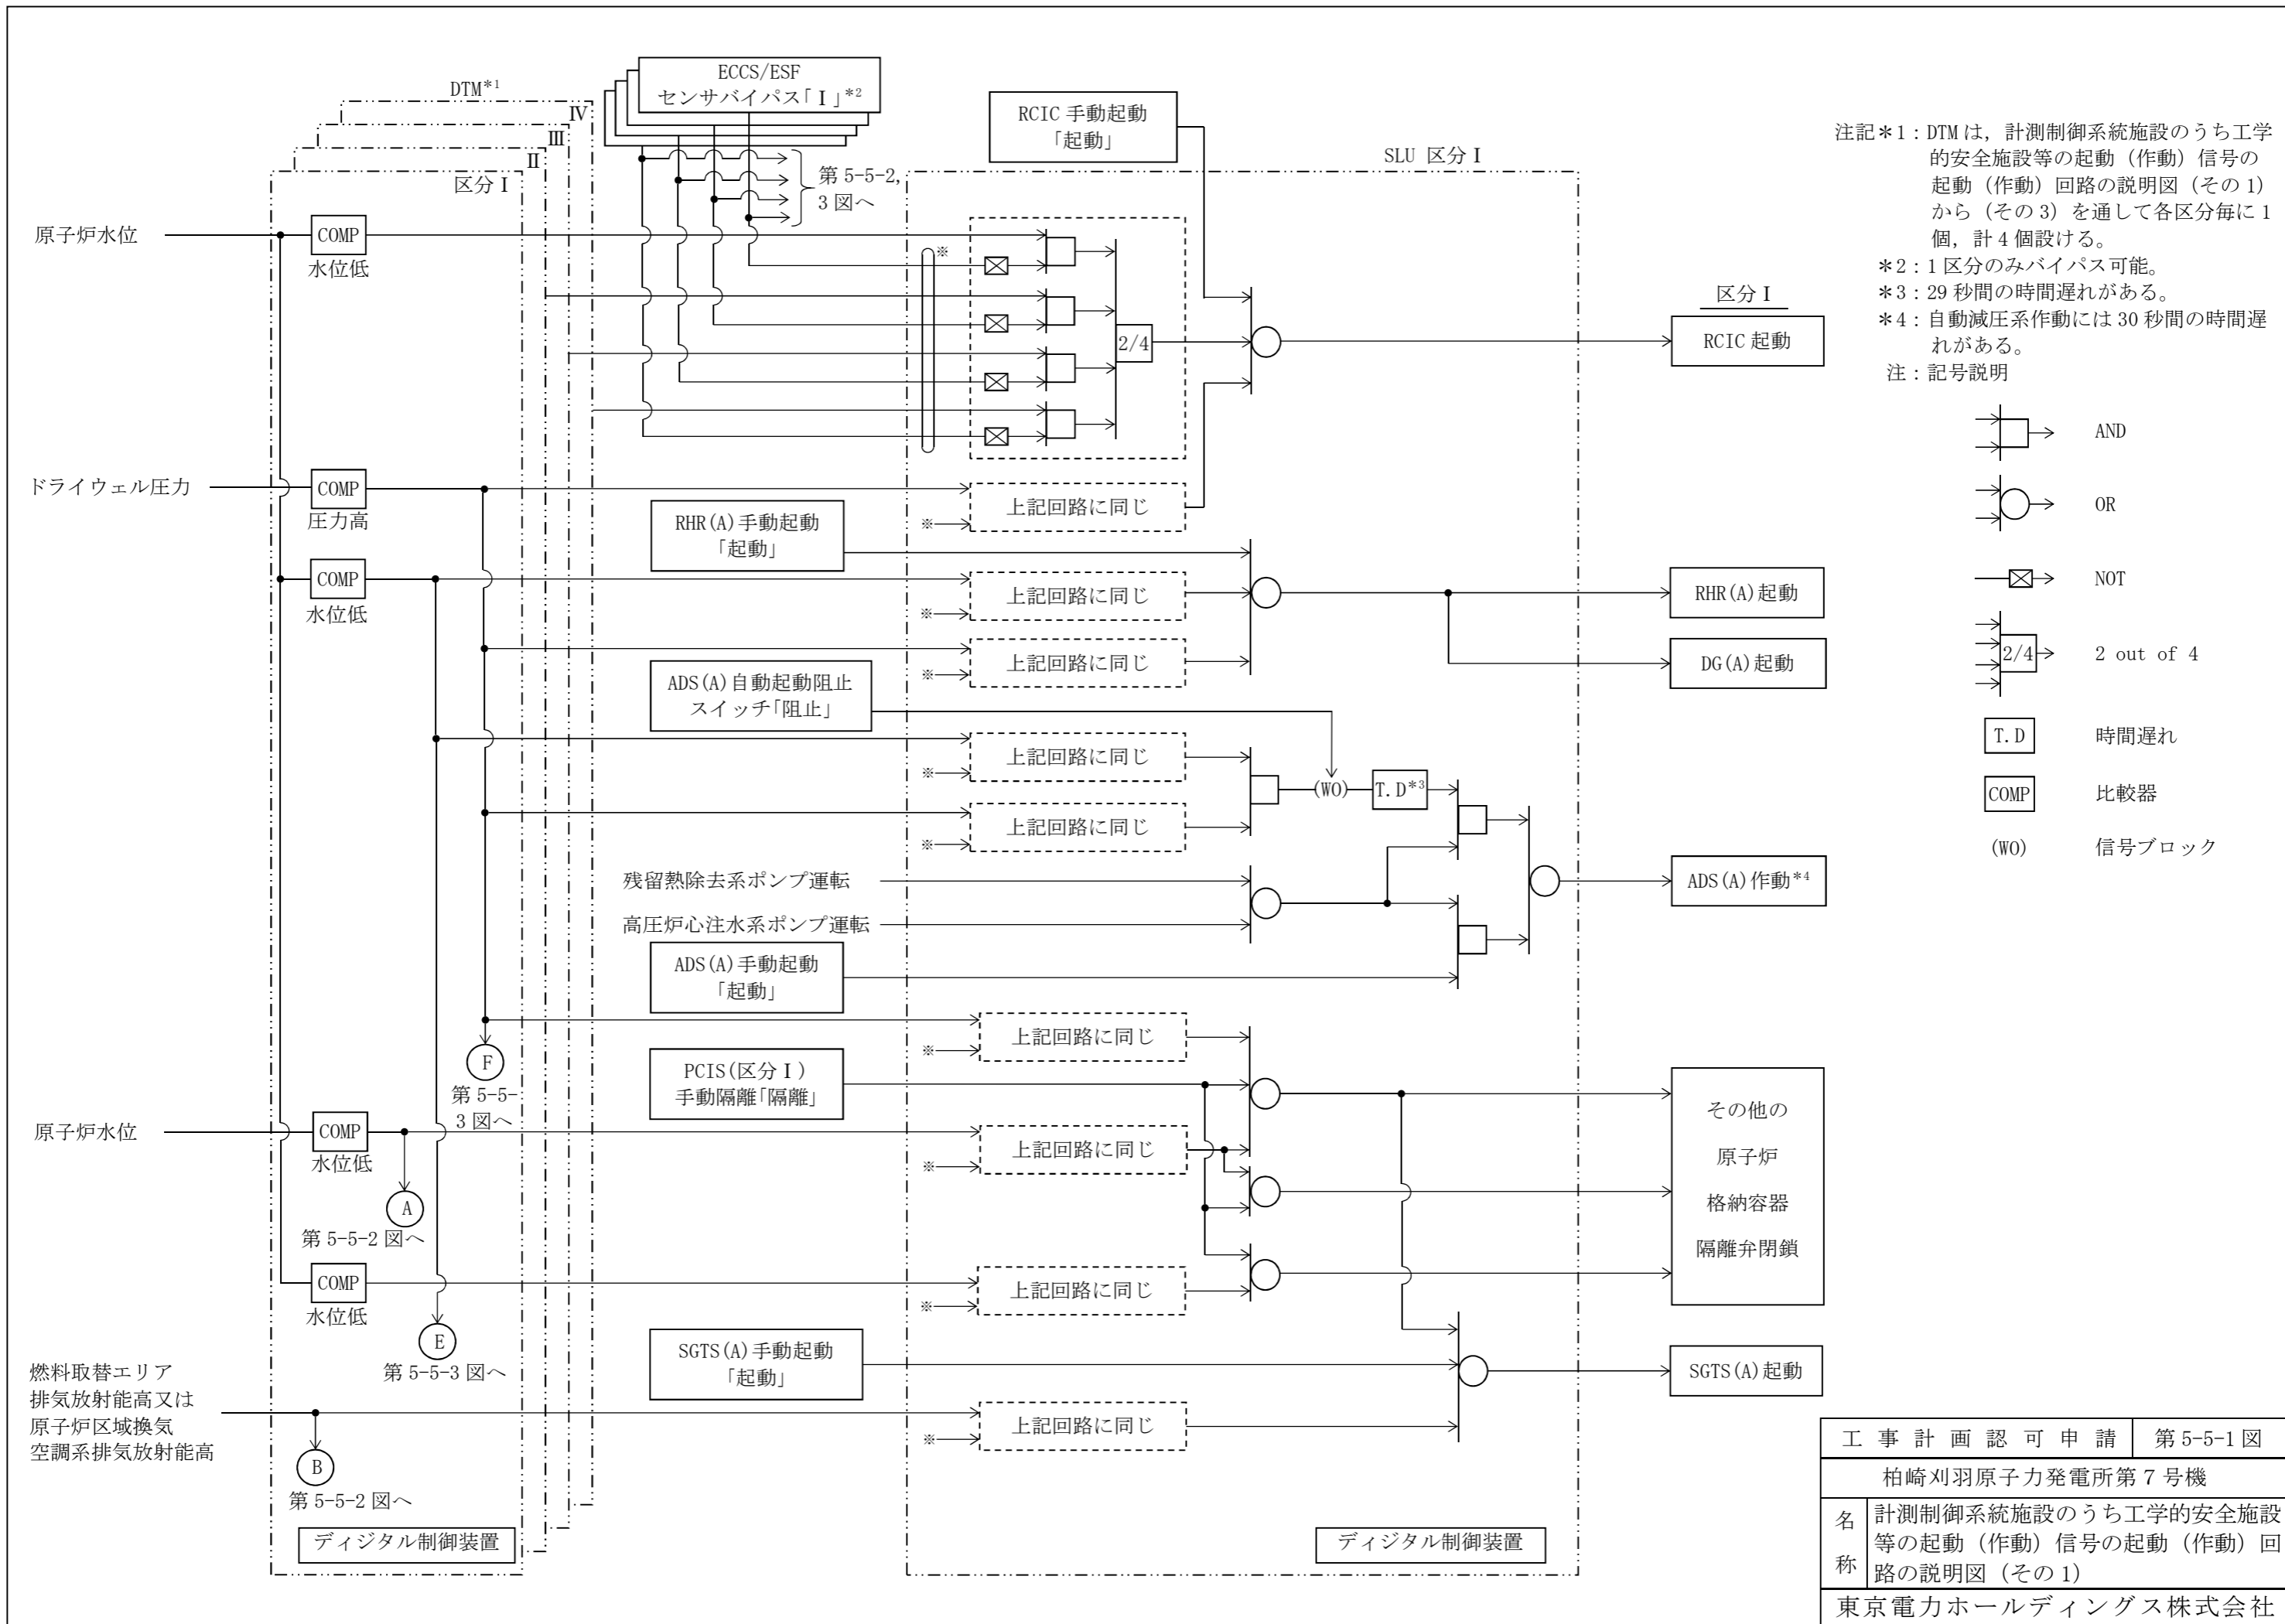 DTM*1
ECCS/ESF
センサバイパス「Ⅰ」*2
Ⅳ
Ⅲ
Ⅱ
区分Ⅰ
第 5-5-2,
3 図へ
RCIC 手動起動
「起動」
SLU 区分Ⅰ
原子炉水位
COMP
水位低
※
2/4
区分Ⅰ
RCIC 起動
ドライウェル圧力
COMP
圧力高
上記回路に同じ
※
RHR(A)手動起動
「起動」
COMP
水位低
上記回路に同じ
※
RHR(A)起動
上記回路に同じ
※
DG(A)起動
ADS(A)自動起動阻止
スイッチ「阻止」
上記回路に同じ
※
(WO)
T.D*3
上記回路に同じ
※
残留熱除去系ポンプ運転
高圧炉心注水系ポンプ運転
ADS(A)作動*4
ADS(A)手動起動
「起動」
上記回路に同じ
※
F
第 5-5-
3 図へ
PCIS(区分Ⅰ)
手動隔離「隔離」
原子炉水位
COMP
水位低
上記回路に同じ
※
A
第 5-5-2 図へ
その他の
原子炉
格納容器
隔離弁閉鎖
COMP
水位低
上記回路に同じ
※
E
第 5-5-3 図へ
SGTS(A)手動起動
「起動」
SGTS(A)起動
燃料取替エリア
排気放射能高又は
原子炉区域換気
空調系排気放射能高
上記回路に同じ
※
B
第 5-5-2 図へ
ディジタル制御装置
ディジタル制御装置
注記＊1：DTM は，計測制御系統施設のうち工学
的安全施設等の起動（作動）信号の
起動（作動）回路の説明図（その 1）
から（その 3）を通して各区分毎に 1
個，計 4 個設ける。
＊2：1 区分のみバイパス可能。
＊3：29 秒間の時間遅れがある。
＊4：自動減圧系作動には 30 秒間の時間遅
れがある。
注：記号説明
AND
OR
NOT
2/4
2 out of 4
T.D
時間遅れ
COMP
比較器
(WO)
信号ブロック
工事計画認可申請
第 5-5-1 図
柏崎刈羽原子力発電所第 7 号機
名称
計測制御系統施設のうち工学的安全施設
等の起動（作動）信号の起動（作動）回
路の説明図（その 1）
東京電力ホールディングス株式会社